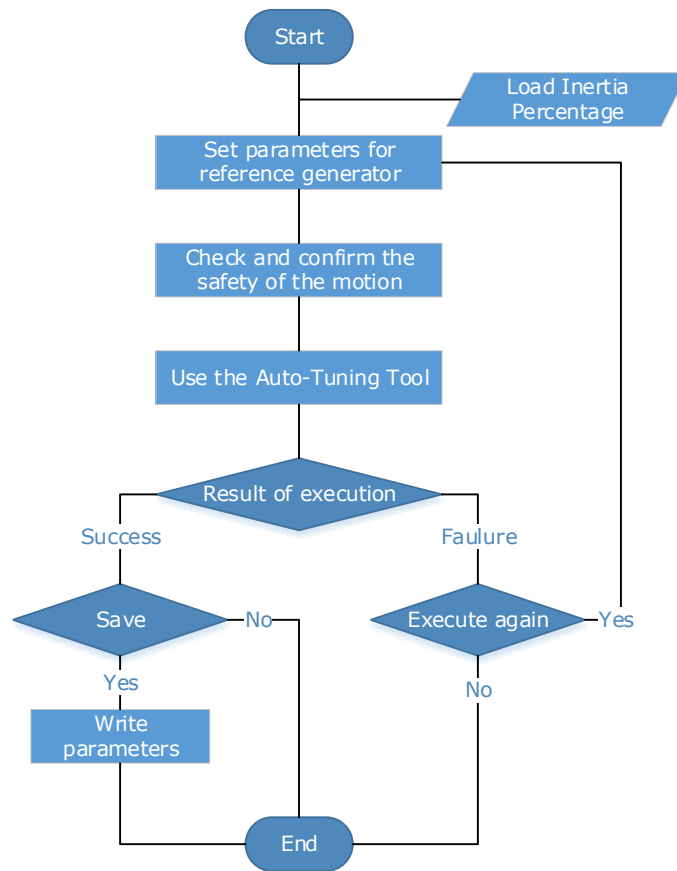 Start
Load Inertia
Percentage
Set parameters for
reference generator
Check and confirm the
safety of the motion
Use the Auto-Tuning Tool
Result of execution
Success
Faulure
Save
No
Execute again
Yes
Yes
No
Write
parameters
End